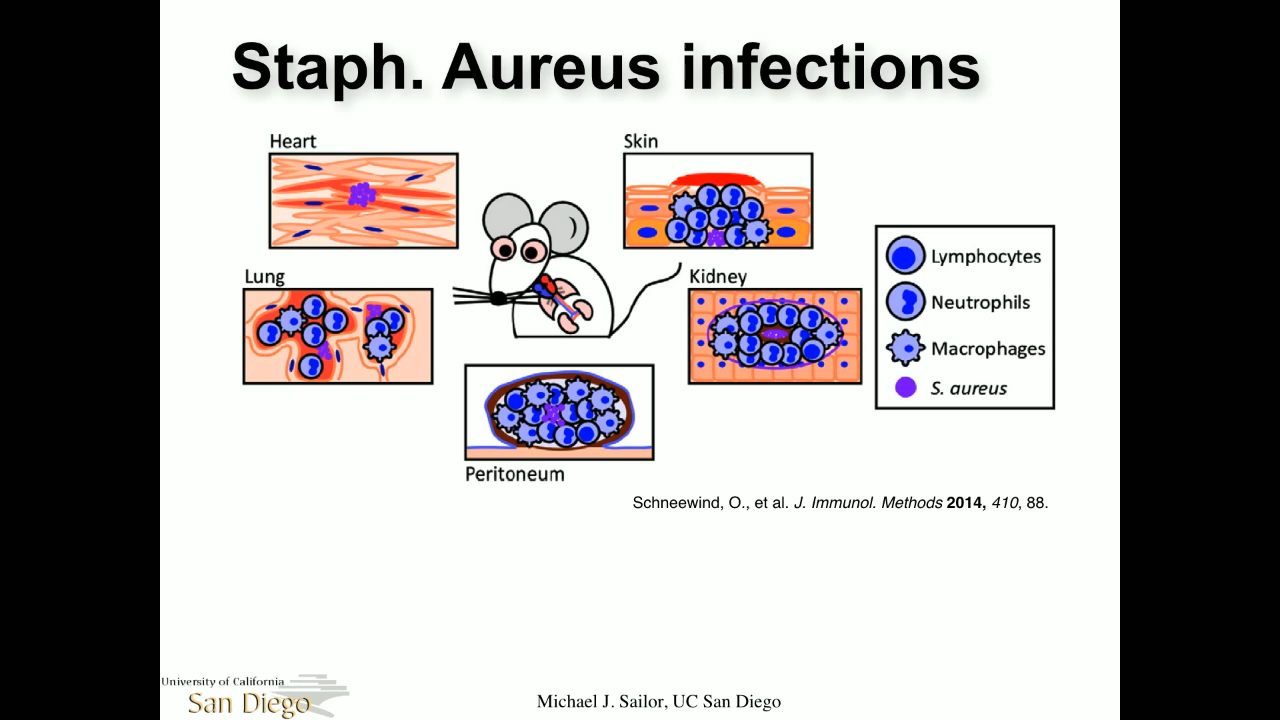 Staph. Aureus infections
Heart
Skin
Lung
Kidney
Lymphocytes
Neutrophils
Macrophages
S. aureus
Peritoneum
Schneewind, O., et al. J. Immunol. Methods 2014, 410, 88.
University of California
San Diego
Michael J. Sailor, UC San Diego